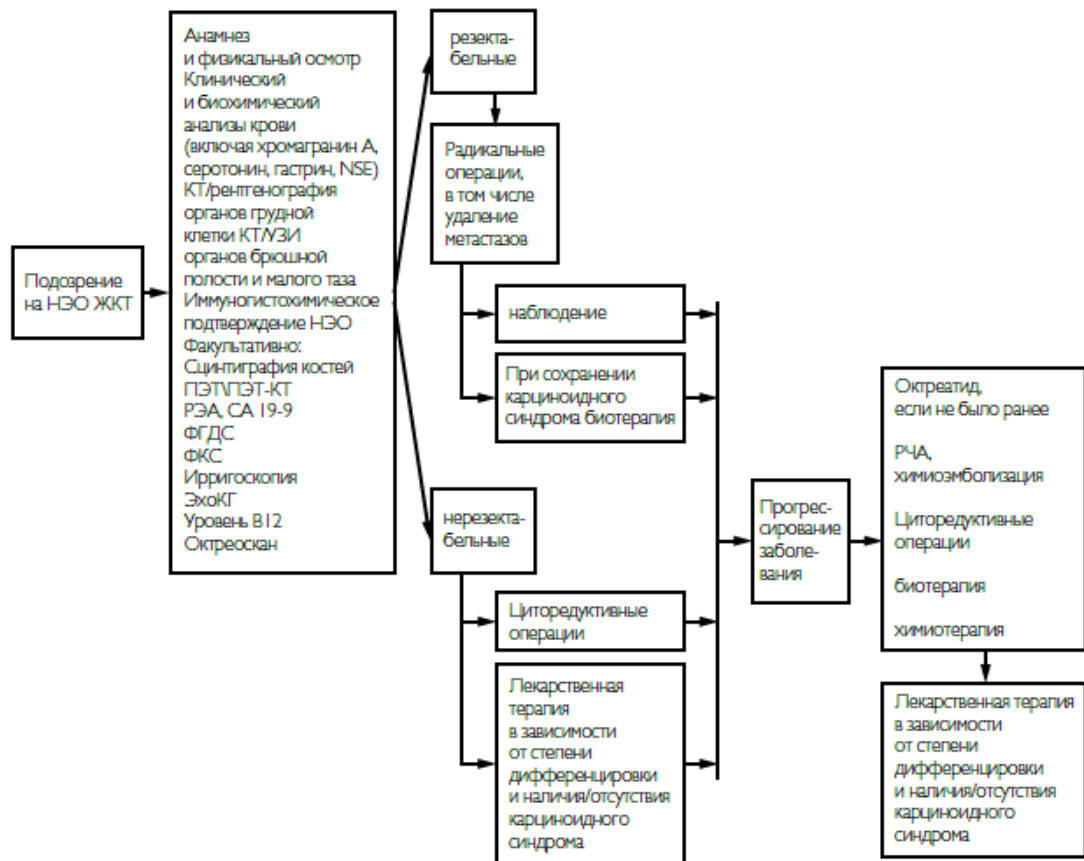 Подозрение
на НЭО ЖКТ
Анамнез
и физикальный осмотр
Клинический
и биохимический
анализы крови
(включая хромагранин А,
серотонин, гастрин, NSE)
КТ/рентгенография
органов грудной
клетки КТ/УЗИ
органов брюшной
полости и малого таза
Иммуногистохимическое
подтверждение НЭО
Факультативно:
Сцинтиграфия костей
ПЭТ\ПЭТ-КТ
РЭА, СА 19-9
ФГДС
ФКС
Ирригоскопия
ЭхоКГ
Уровень В12
Октреоскан
резекта-
бельные
Радикальные
операции,
в том числе
удаление
метастазов
наблюдение
При сохранении
карциноидного
синдрома биотерапия
нерезекта-
бельные
Циторедуктивные
операции
Лекарственная
терапия
в зависимости
от степени
дифференцировки
и наличия/отсутствия
карциноидного
синдрома
Прогрес-
сирование
заболе-
вания
Октреатид,
если не было ранее
РЧА,
химиоэмболизация
Циторедуктивные
операции
биотерапия
химиотерапия
Лекарственная терапия
в зависимости
от степени
дифференцировки
и наличия/отсутствия
карциноидного
синдрома